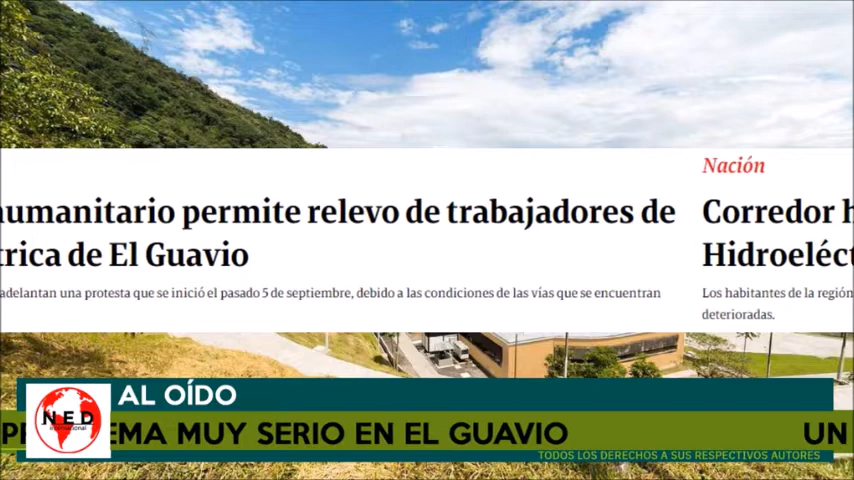 Nación
humanitario permite relevo de trabajadores de
trica de El Guavio
adelantan una protesta que se inició el pasado 5 de septiembre, debido a las condiciones de las vías que se encuentran
Corredor h
Hidroeléct
Los habitantes de la región
deterioradas.
AL OÍDO
NED
international
EMA MUY SERIO EN EL GUAVIO
UN
TODOS LOS DERECHOS A SUS RESPECTIVOS AUTORES